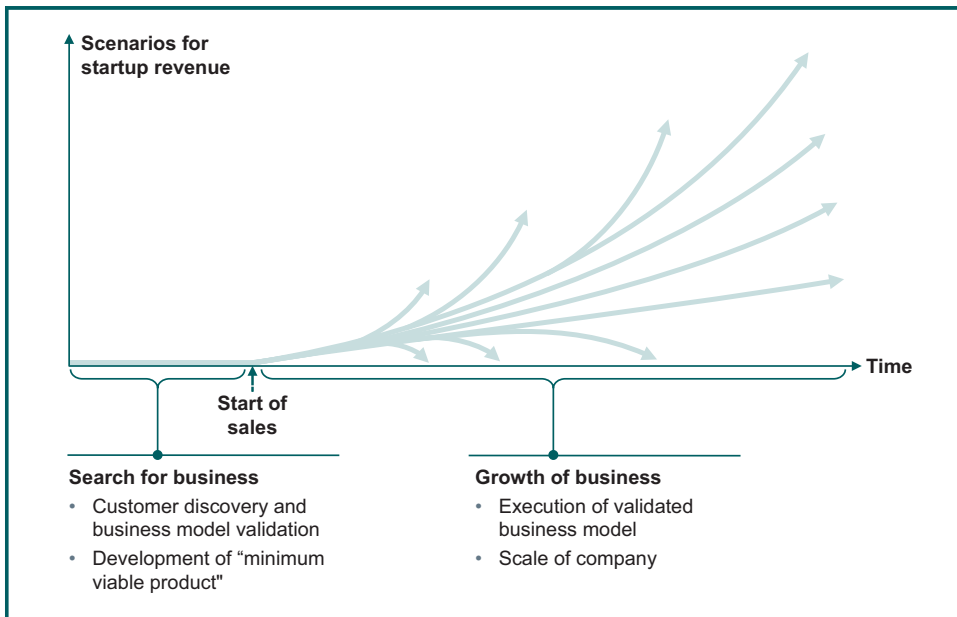 Scenarios for
startup revenue
Time
Start of
sales
Search for business
• Customer discovery and
business model validation
• Development of “minimum
viable product"
Growth of business
• Execution of validated
business model
• Scale of company